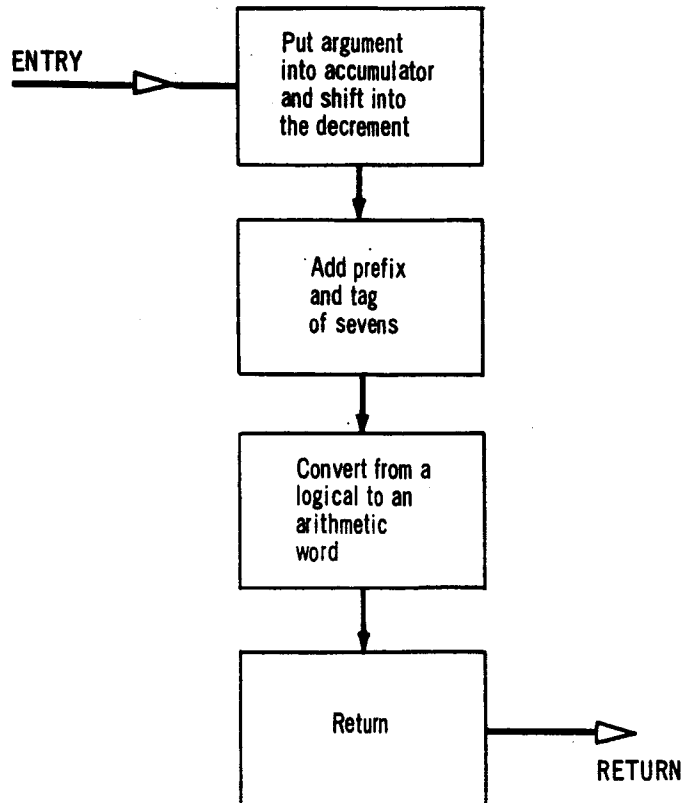 ENTRY
Put argument
into accumulator
and shift into
the decrement
Add prefix
and tag
of sevens
Convert from a
logical to an
arithmetic
word
Return
RETURN